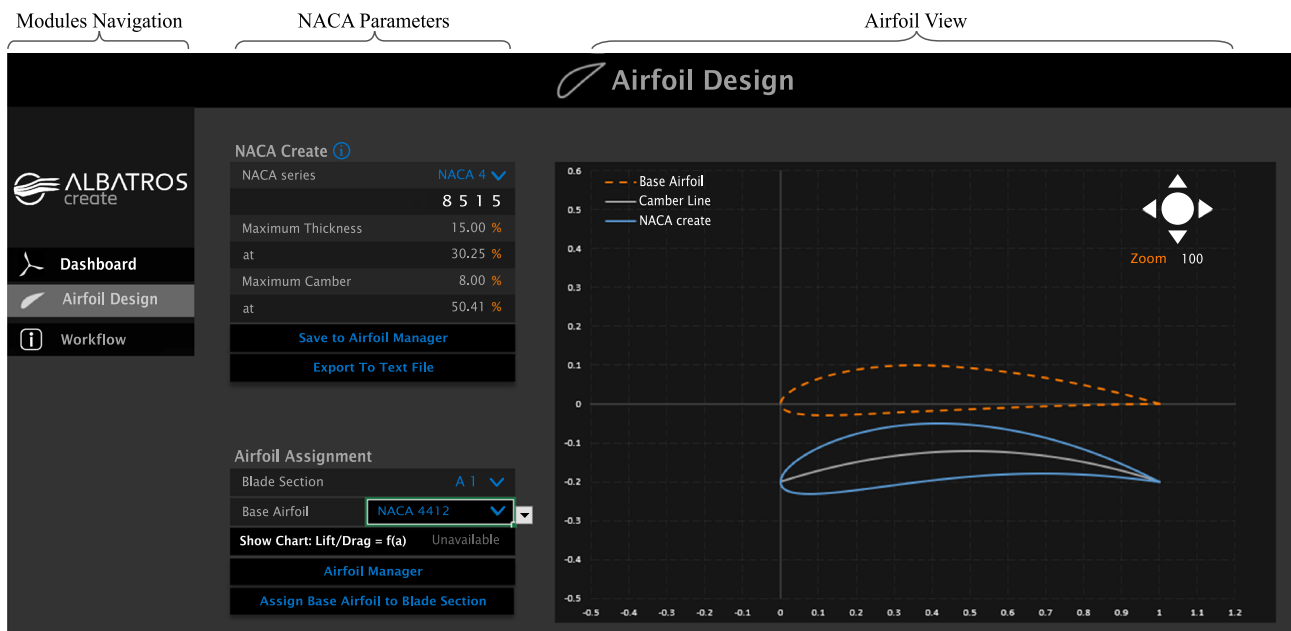 Modules Navigation
NACA Parameters
Airfoil View
Airfoil Design
ALBATROS
create
Dashboard
Airfoil Design
Workflow
NACA Create
NACA series NACA 4
8 5 1 5
Maximum Thickness 15.00 %
at 30.25 %
Maximum Camber 8.00 %
at 50.41 %
Save to Airfoil Manager
Export To Text File
Airfoil Assignment
Blade Section A 1
Base Airfoil NACA 4412
Show Chart: Lift/Drag = f(a) Unavailable
Airfoil Manager
Assign Base Airfoil to Blade Section
Base Airfoil
Camber Line
NACA create
Zoom 100
0.6
0.5
0.4
0.3
0.2
0.1
0
-0.1
-0.2
-0.3
-0.4
-0.5
-0.5 -0.4 -0.3 -0.2 -0.1 0 0.1 0.2 0.3 0.4 0.5 0.6 0.7 0.8 0.9 1 1.1 1.2